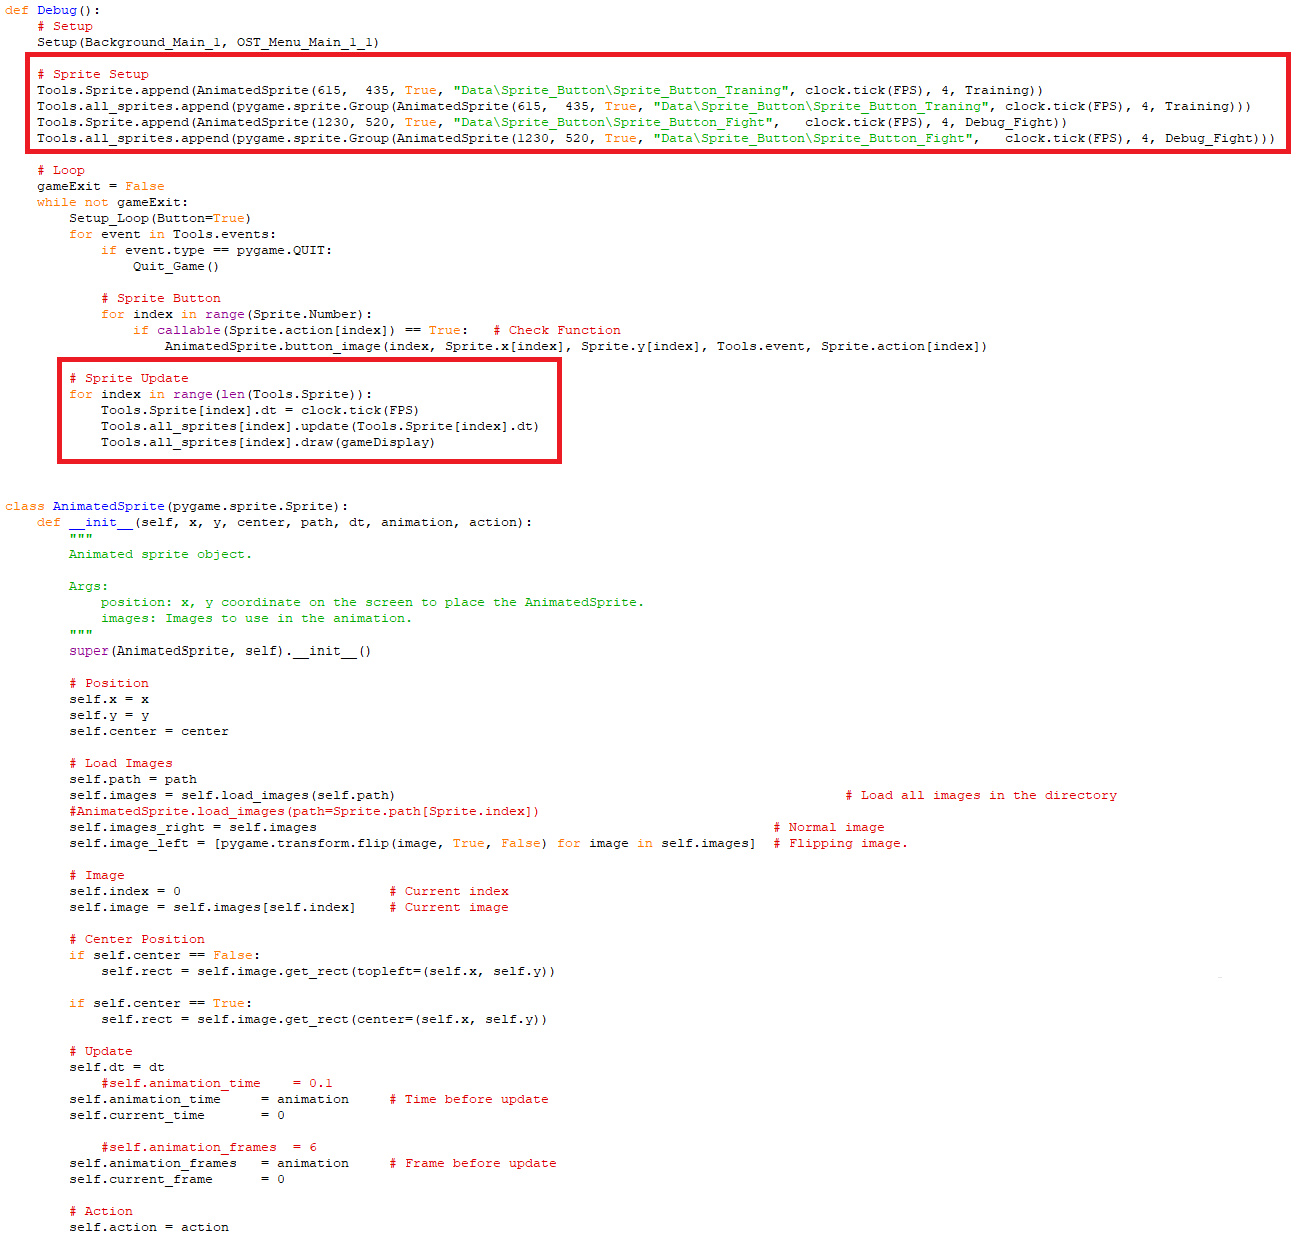 def Debug():
    # Setup
    Setup(Background_Main_1, OST_Menu_Main_1_1)
    # Sprite Setup
    Tools.Sprite.append(AnimatedSprite(615,  435, True, "Data\Sprite_Button\Sprite_Button_Traning", clock.tick(FPS), 4, Training))
    Tools.all_sprites.append(pygame.sprite.Group(AnimatedSprite(615,  435, True, "Data\Sprite_Button\Sprite_Button_Traning", clock.tick(FPS), 4, Training)))
    Tools.Sprite.append(AnimatedSprite(1230, 520, True, "Data\Sprite_Button\Sprite_Button_Fight",   clock.tick(FPS), 4, Debug_Fight))
    Tools.all_sprites.append(pygame.sprite.Group(AnimatedSprite(1230, 520, True, "Data\Sprite_Button\Sprite_Button_Fight",   clock.tick(FPS), 4, Debug_Fight)))
    # Loop
    gameExit = False
    while not gameExit:
        Setup_Loop(Button=True)
        for event in Tools.events:
            if event.type == pygame.QUIT:
                Quit_Game()
            # Sprite Button
            for index in range(Sprite.Number):
                if callable(Sprite.action[index]) == True:   # Check Function
                    AnimatedSprite.button_image(index, Sprite.x[index], Sprite.y[index], Tools.event, Sprite.action[index])
        # Sprite Update
        for index in range(len(Tools.Sprite)):
            Tools.Sprite[index].dt = clock.tick(FPS)
            Tools.all_sprites[index].update(Tools.Sprite[index].dt)
            Tools.all_sprites[index].draw(gameDisplay)
class AnimatedSprite(pygame.sprite.Sprite):
    def __init__(self, x, y, center, path, dt, animation, action):
        """
        Animated sprite object.
        Args:
            position: x, y coordinate on the screen to place the AnimatedSprite.
            images: Images to use in the animation.
        """
        super(AnimatedSprite, self).__init__()
        # Position
        self.x = x
        self.y = y
        self.center = center
        # Load Images
        self.path = path
        self.images = self.load_images(self.path)                                                        # Load all images in the directory
        #AnimatedSprite.load_images(path=Sprite.path[Sprite.index])
        self.images_right = self.images                                                         # Normal image
        self.image_left = [pygame.transform.flip(image, True, False) for image in self.images]  # Flipping image.
        # Image
        self.index = 0                          # Current index
        self.image = self.images[self.index]    # Current image
        # Center Position
        if self.center == False:
            self.rect = self.image.get_rect(topleft=(self.x, self.y))
        if self.center == True:
            self.rect = self.image.get_rect(center=(self.x, self.y))
        # Update
        self.dt = dt
            #self.animation_time    = 0.1
        self.animation_time     = animation     # Time before update
        self.current_time       = 0
            #self.animation_frames  = 6
        self.animation_frames   = animation     # Frame before update
        self.current_frame      = 0
        # Action
        self.action = action